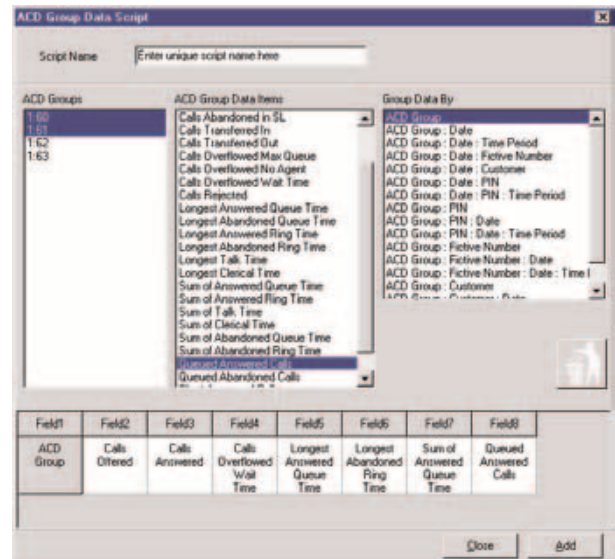 ACD Group Data Script
Script Name
Enter unique script name here
ACD Groups
1:60
1:61
1:62
1:63
ACD Group Data Items
Calls Abandoned in SL
Calls Transferred In
Calls Transferred Out
Calls Overflowed Max Queue
Calls Overflowed No Agent
Calls Overflowed Wait Time
Calls Rejected
Longest Answered Queue Time
Longest Abandoned Queue Time
Longest Answered Ring Time
Longest Abandoned Ring Time
Longest Talk Time
Longest Clerical Time
Sum of Answered Queue Time
Sum of Answered Ring Time
Sum of Talk Time
Sum of Clerical Time
Sum of Abandoned Queue Time
Sum of Abandoned Ring Time
Queued Answered Calls
Queued Abandoned Calls
Group Data By
ACD Group
ACD Group : Date
ACD Group : Date : Time Period
ACD Group : Date : Fictive Number
ACD Group : Date : Customer
ACD Group : Date : PIN
ACD Group : Date : PIN : Time Period
ACD Group : PIN
ACD Group : PIN : Date
ACD Group : PIN : Date : Time Period
ACD Group : Fictive Number
ACD Group : Fictive Number : Date
ACD Group : Fictive Number : Date : Time
ACD Group : Customer
ACD Group : Customer : Date
Field1 Field2 Field3 Field4 Field5 Field6 Field7 Field8
ACD Calls Calls Calls Longest Longest Sum of Queued
Group Offered Answered Overflowed Answered Abandoned Answered Answered
Wait Queue Ring Queue Calls
Time Time Time Time
Close Add